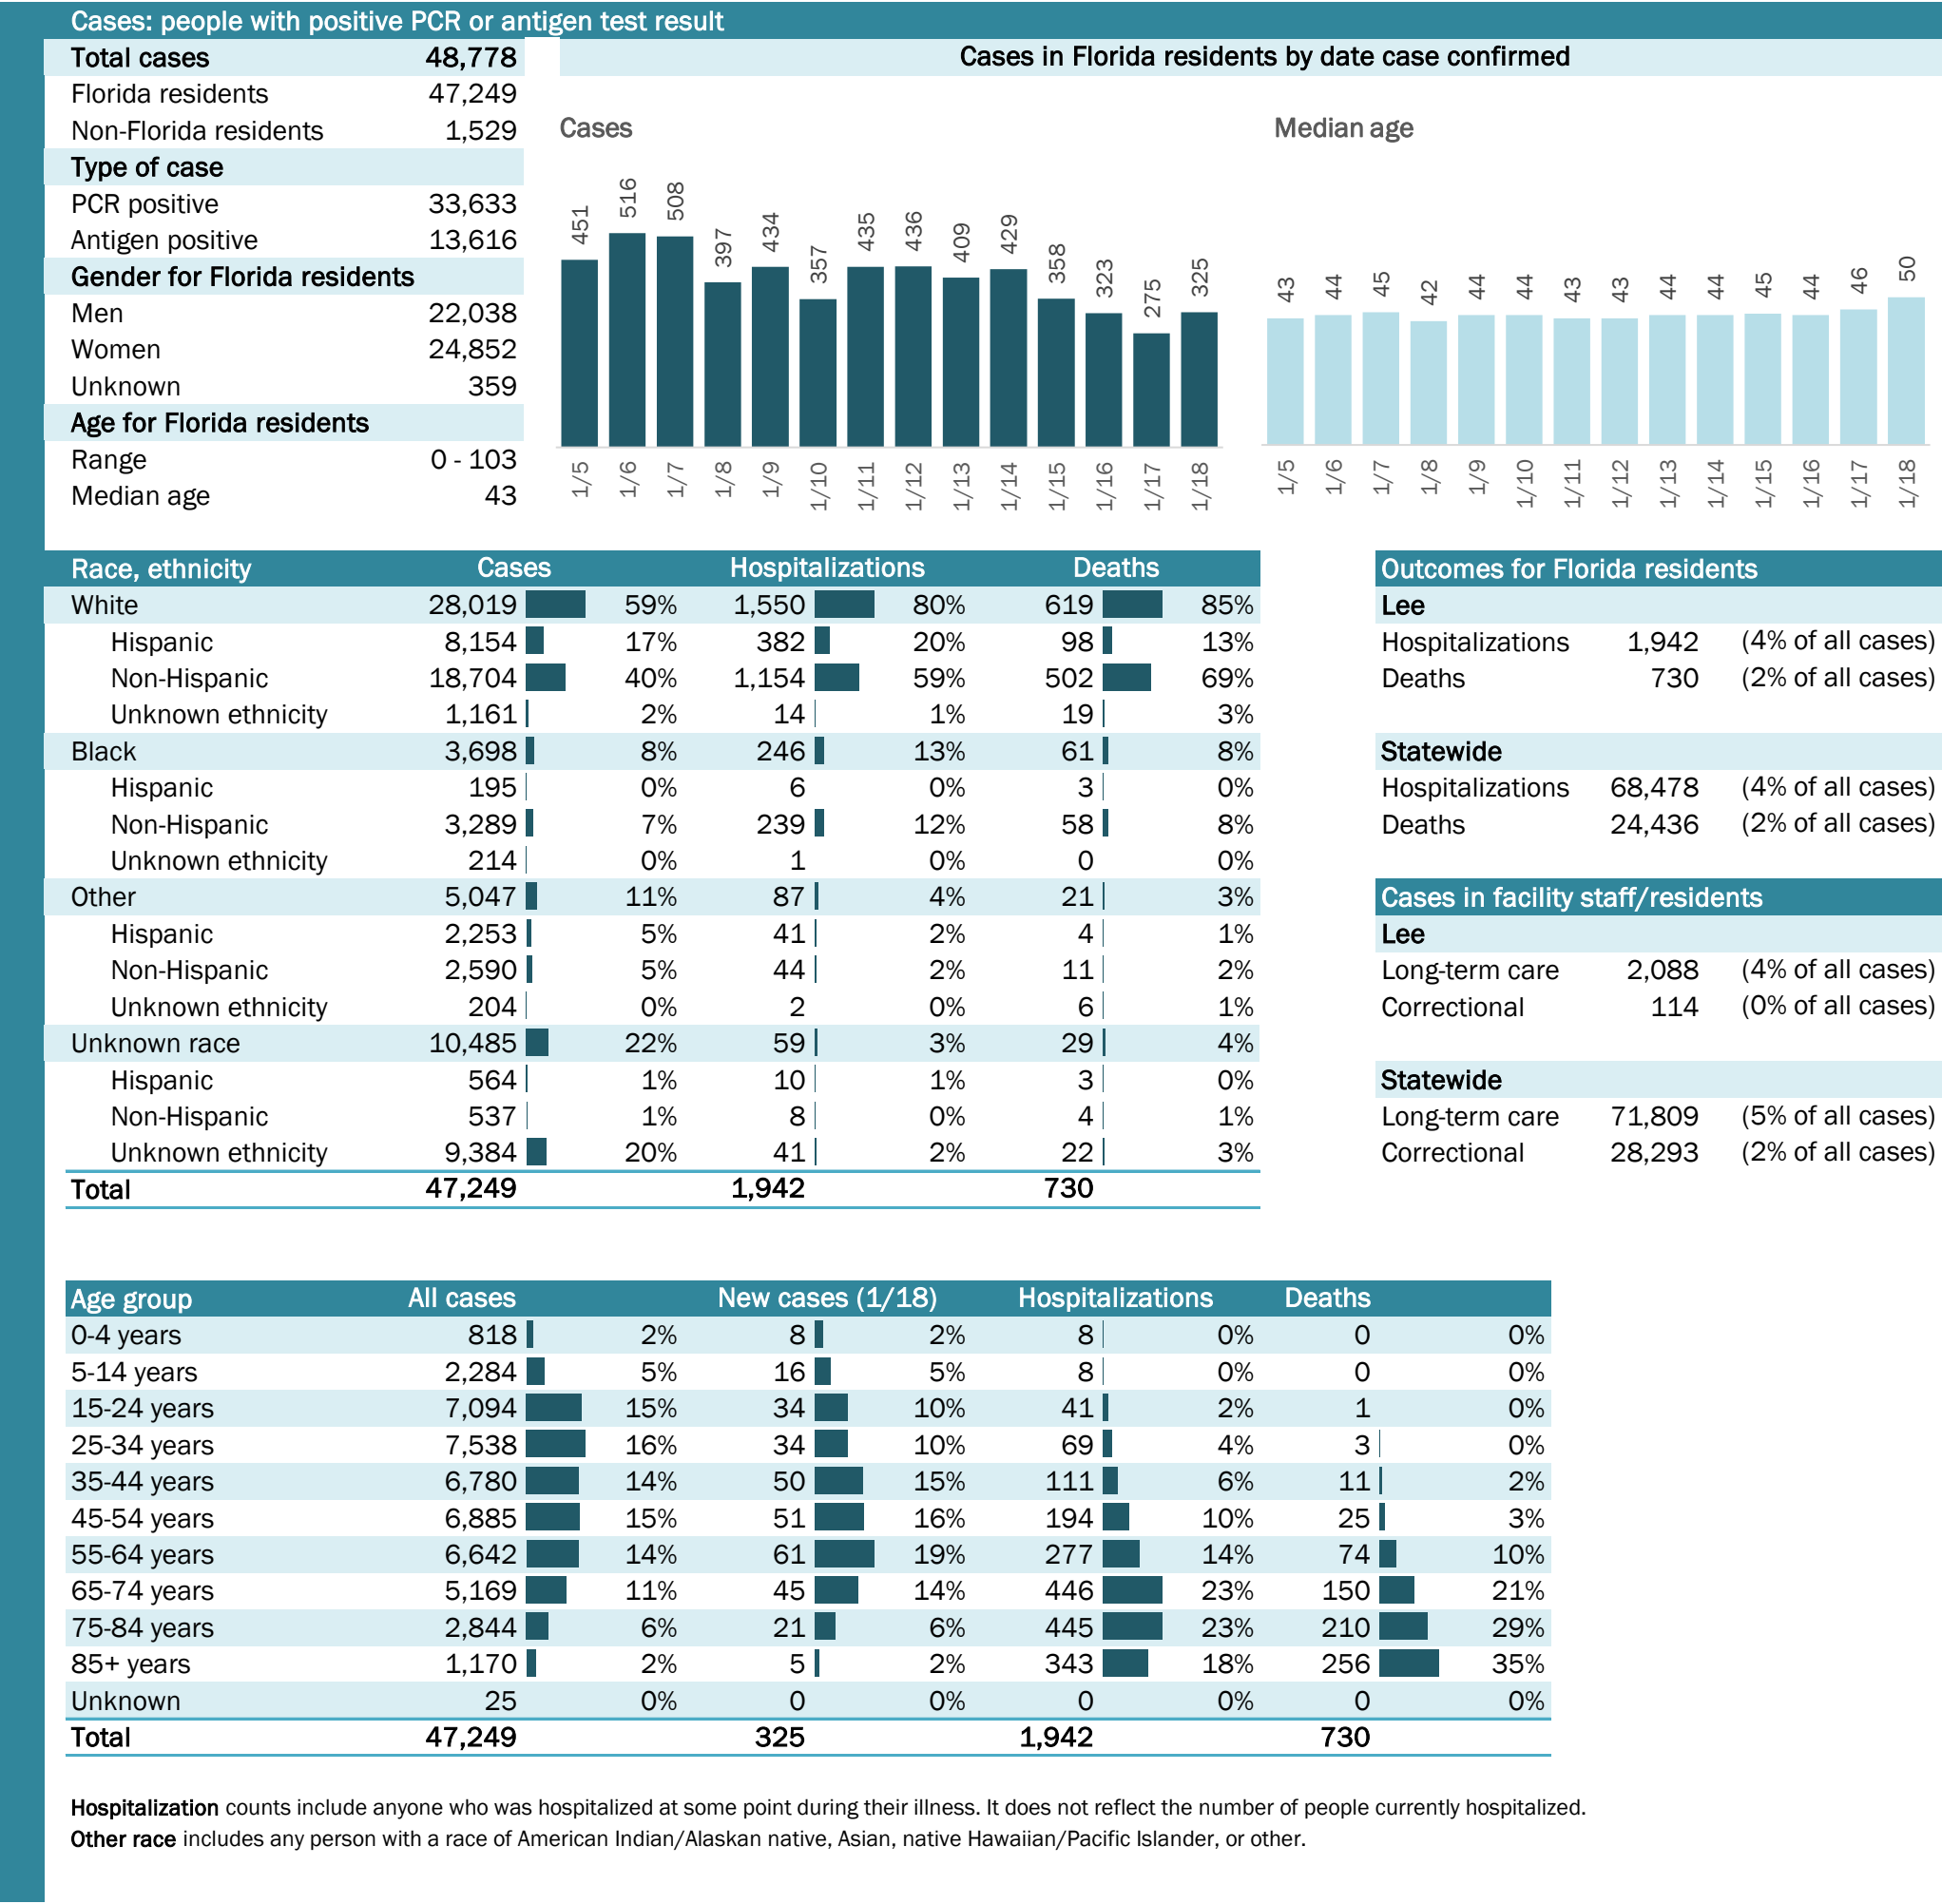 Cases: people with positive PCR or antigen test result
Total cases 48,778
Florida residents 47,249
Non-Florida residents 1,529
Type of case
PCR positive 33,633
Antigen positive 13,616
Gender for Florida residents
Men 22,038
Women 24,852
Unknown 359
Age for Florida residents
Range 0 - 103
Median age 43
Cases in Florida residents by date case confirmed
Cases
451 516 508 397 434 357 435 436 409 429 358 323 275 325
1/5 1/6 1/7 1/8 1/9 1/10 1/11 1/12 1/13 1/14 1/15 1/16 1/17 1/18
Median age
43 44 45 42 44 44 43 43 44 44 45 44 46 50
1/5 1/6 1/7 1/8 1/9 1/10 1/11 1/12 1/13 1/14 1/15 1/16 1/17 1/18
Race, ethnicity Cases Hospitalizations Deaths
White 28,019 59% 1,550 80% 619 85%
Hispanic 8,154 17% 382 20% 98 13%
Non-Hispanic 18,704 40% 1,154 59% 502 69%
Unknown ethnicity 1,161 2% 14 1% 19 3%
Black 3,698 8% 246 13% 61 8%
Hispanic 195 0% 6 0% 3 0%
Non-Hispanic 3,289 7% 239 12% 58 8%
Unknown ethnicity 214 0% 1 0% 0 0%
Other 5,047 11% 87 4% 21 3%
Hispanic 2,253 5% 41 2% 4 1%
Non-Hispanic 2,590 5% 44 2% 11 2%
Unknown ethnicity 204 0% 2 0% 6 1%
Unknown race 10,485 22% 59 3% 29 4%
Hispanic 564 1% 10 1% 3 0%
Non-Hispanic 537 1% 8 0% 4 1%
Unknown ethnicity 9,384 20% 41 2% 22 3%
Total 47,249 1,942 730
Outcomes for Florida residents
Lee
Hospitalizations 1,942 (4% of all cases)
Deaths 730 (2% of all cases)
Statewide
Hospitalizations 68,478 (4% of all cases)
Deaths 24,436 (2% of all cases)
Cases in facility staff/residents
Lee
Long-term care 2,088 (4% of all cases)
Correctional 114 (0% of all cases)
Statewide
Long-term care 71,809 (5% of all cases)
Correctional 28,293 (2% of all cases)
Age group All cases New cases (1/18) Hospitalizations Deaths
0-4 years 818 2% 8 2% 8 0% 0 0%
5-14 years 2,284 5% 16 5% 8 0% 0 0%
15-24 years 7,094 15% 34 10% 41 2% 1 0%
25-34 years 7,538 16% 34 10% 69 4% 3 0%
35-44 years 6,780 14% 50 15% 111 6% 11 2%
45-54 years 6,885 15% 51 16% 194 10% 25 3%
55-64 years 6,642 14% 61 19% 277 14% 74 10%
65-74 years 5,169 11% 45 14% 446 23% 150 21%
75-84 years 2,844 6% 21 6% 445 23% 210 29%
85+ years 1,170 2% 5 2% 343 18% 256 35%
Unknown 25 0% 0 0% 0 0% 0 0%
Total 47,249 325 1,942 730
Hospitalization counts include anyone who was hospitalized at some point during their illness. It does not reflect the number of people currently hospitalized.
Other race includes any person with a race of American Indian/Alaskan native, Asian, native Hawaiian/Pacific Islander, or other.